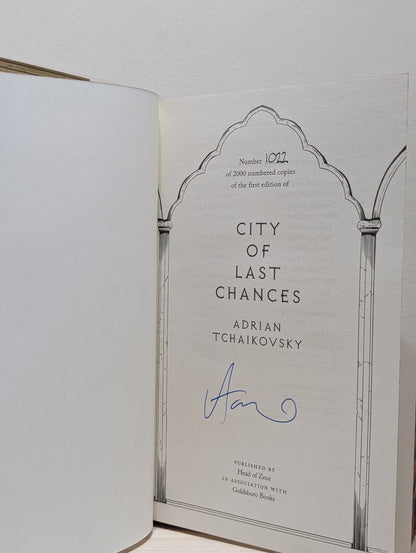 Number 1022
of 2000 numbered copies
of the first edition of
CITY
OF
LAST
CHANCES
ADRIAN
TCHAIKOVSKY
PUBLISHED BY
Head of Zeus
IN ASSOCIATION WITH
Goldsboro Books